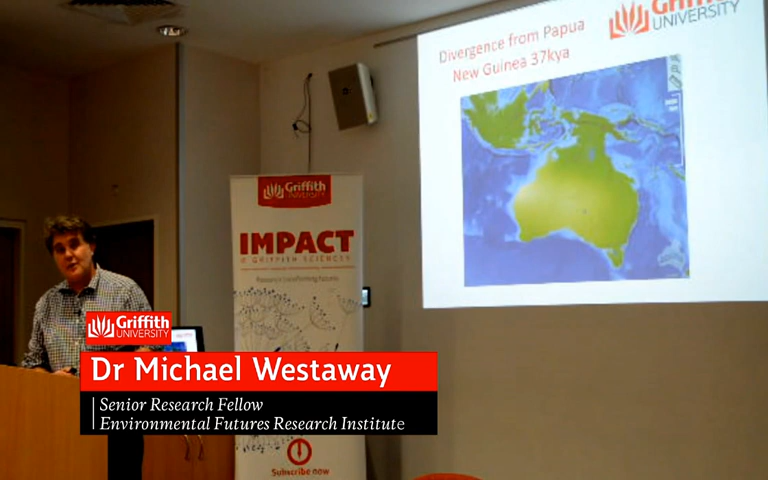 Griffith
UNIVERSITY
Divergence from Papua
New Guinea 37kya
Griffith
UNIVERSITY
IMPACT
@ GRIFFITH SCIENCES
Griffith
UNIVERSITY
Dr Michael Westaway
Senior Research Fellow
Environmental Futures Research Institute
Subscribe now